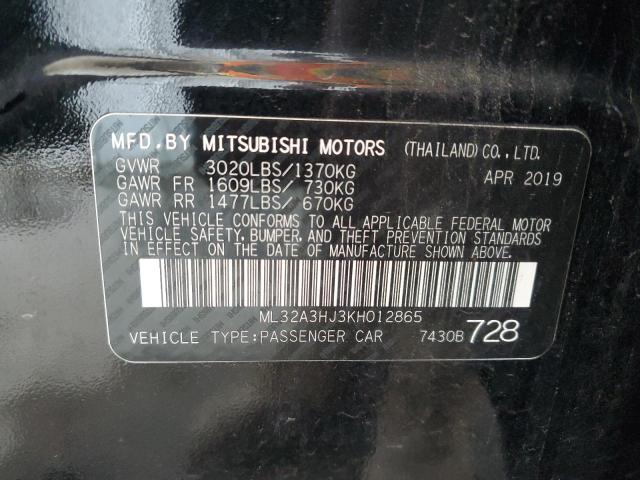 MFD.BY MITSUBISHI MOTORS (THAILAND)CO.,LTD.
GVWR 3020LBS/1370KG APR 2019
GAWR FR 1609LBS/ 730KG
GAWR RR 1477LBS/ 670KG
THIS VEHICLE CONFORMS TO ALL APPLICABLE FEDERAL MOTOR
VEHICLE SAFETY, BUMPER, AND THEFT PREVENTION STANDARDS
IN EFFECT ON THE DATE OF MANUFACTURE SHOWN ABOVE.
ML32A3HJ3KH012865
VEHICLE TYPE:PASSENGER CAR 7430B 728